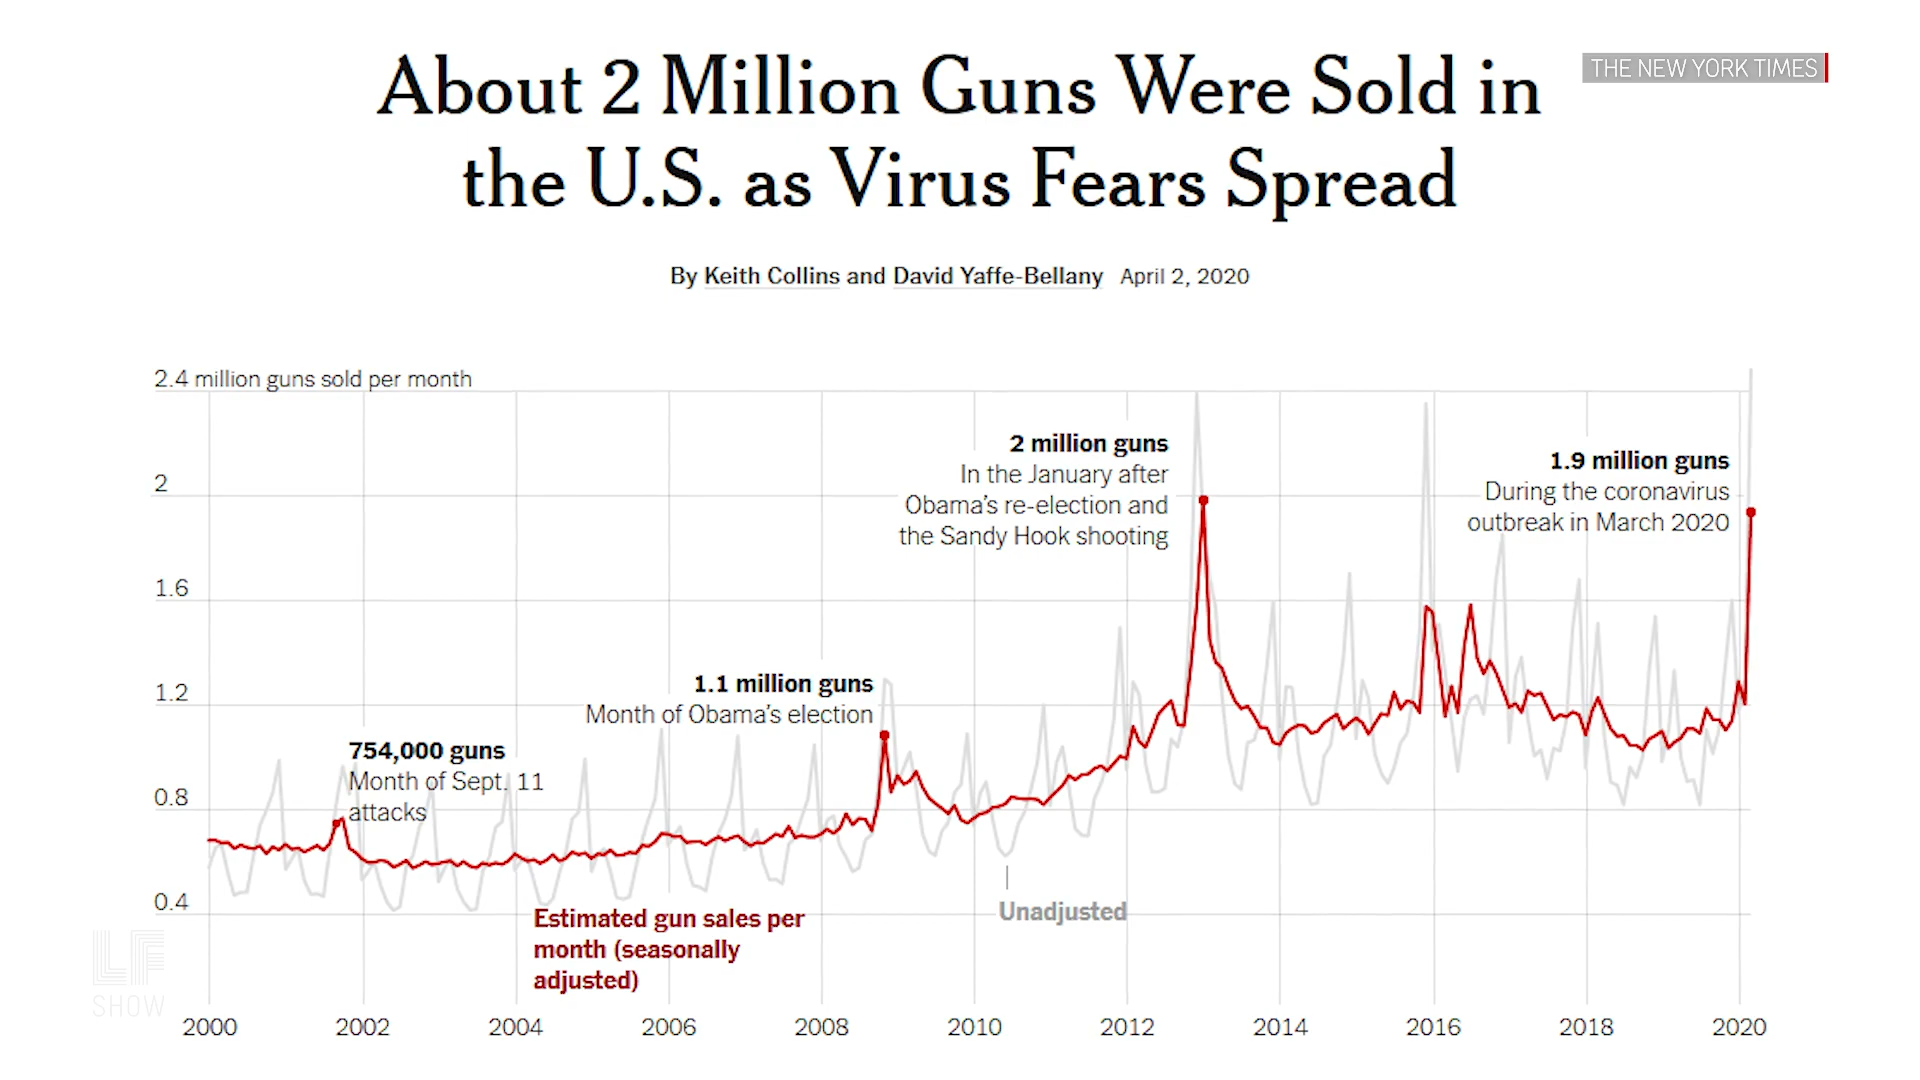 THE NEW YORK TIMES
About 2 Million Guns Were Sold in
the U.S. as Virus Fears Spread
By Keith Collins and David Yaffe-Bellany April 2, 2020
2.4 million guns sold per month
2
1.6
1.2
0.8
0.4
754,000 guns
Month of Sept. 11
attacks
1.1 million guns
Month of Obama's election
2 million guns
In the January after
Obama's re-election and
the Sandy Hook shooting
1.9 million guns
During the coronavirus
outbreak in March 2020
Estimated gun sales per
month (seasonally
adjusted)
Unadjusted
LF
SHOW
2000 2002 2004 2006 2008 2010 2012 2014 2016 2018 2020